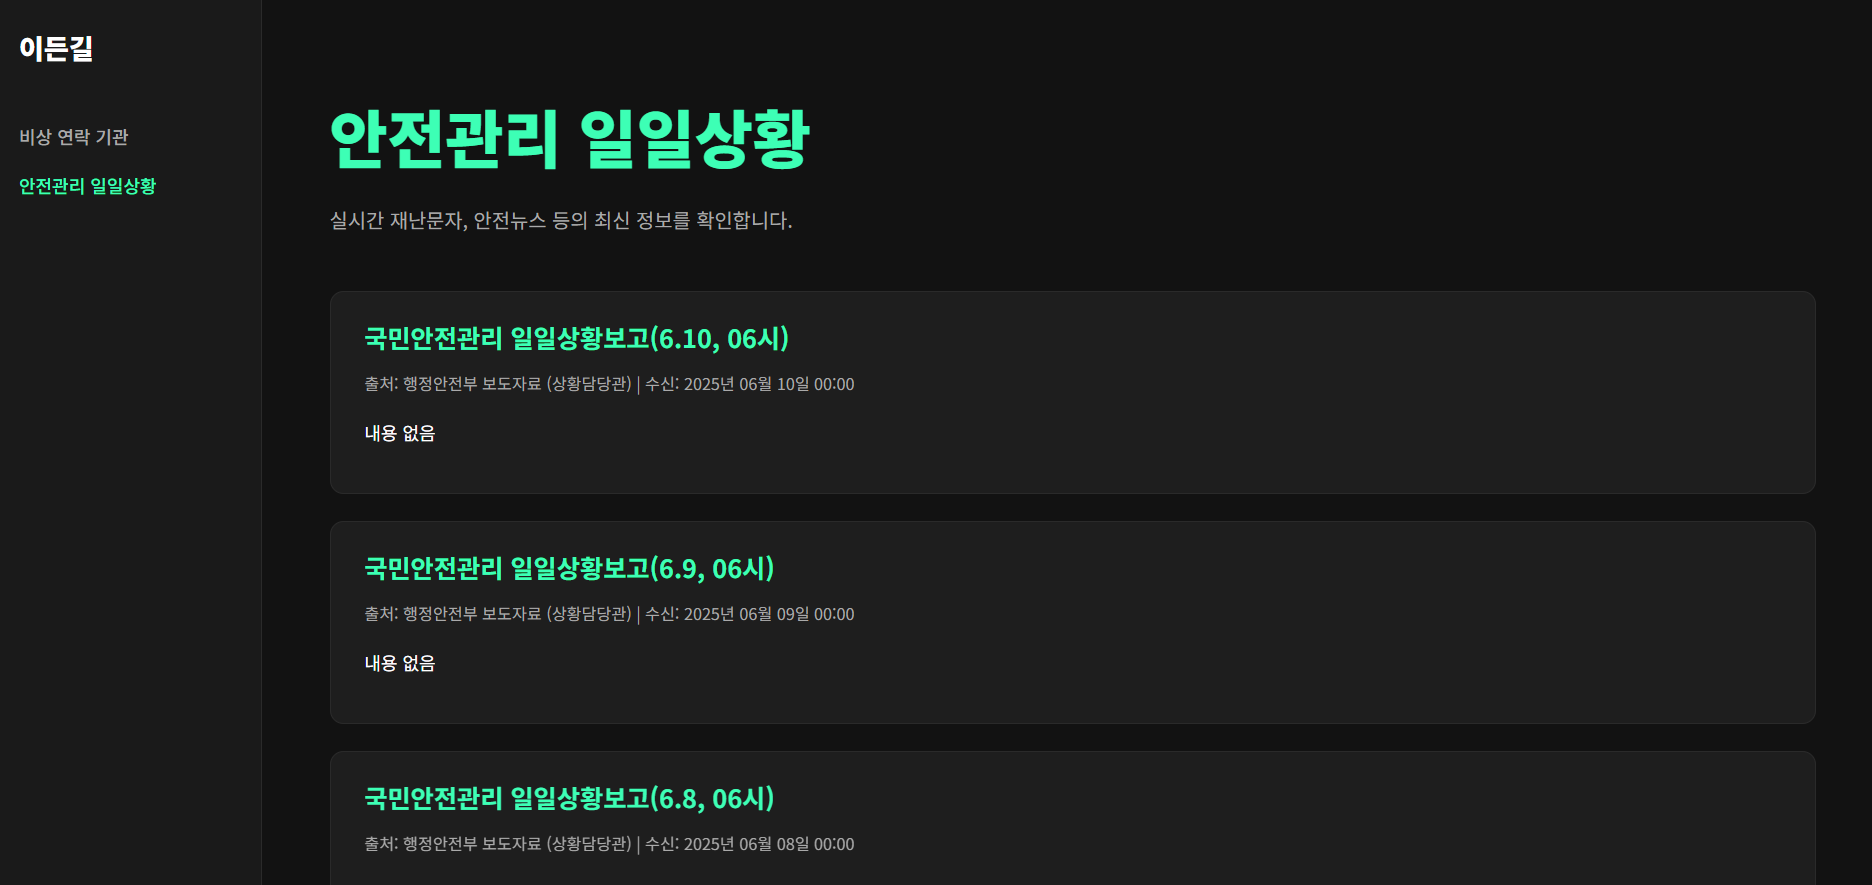 이든길
비상 연락 기관
안전관리 일일상황
안전관리 일일상황
실시간 재난문자, 안전뉴스 등의 최신 정보를 확인합니다.
국민안전관리 일일상황보고(6.10, 06시)
출처: 행정안전부 보도자료 (상황담당관) | 수신: 2025년 06월 10일 00:00
내용 없음
국민안전관리 일일상황보고(6.9, 06시)
출처: 행정안전부 보도자료 (상황담당관) | 수신: 2025년 06월 09일 00:00
내용 없음
국민안전관리 일일상황보고(6.8, 06시)
출처: 행정안전부 보도자료 (상황담당관) | 수신: 2025년 06월 08일 00:00